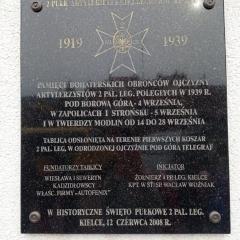 1919 1939
PAMIĘCI BOHATERSKICH OBROŃCÓW OJCZYZNY
ARTYLERZYSTÓW 2 PAL. LEG. POLEGŁYCH W 1939 R.
POD BOROWĄ GÓRĄ - 4 WRZEŚNIA,
W ZAPOLICACH I STROŃSKU - 5 WRZEŚNIA
I W TWIERDZY MODLIN OD 14 DO 28 WRZEŚNIA
TABLICA ODSŁONIĘTA NA TERENIE PIERWSZYCH KOSZAR
2 PAL. LEG. W ODRODZONEJ OJCZYŹNIE POD GÓRĄ TELEGRAF
FUNDATORZY TABLICY INICJATOR
WIESŁAWA I SEWERYN ŻOŁNIERZ 4 PP.LEG. KIELCE
KADZIDŁOWSCY KPT. W ST.SP. WACŁAW WOŹNIAK
WŁAŚC. FIRMY "AUTOFENIX"
W HISTORYCZNE ŚWIĘTO PUŁKOWE 2 PAL. LEG.
KIELCE, 12 CZERWCA 2008 R.